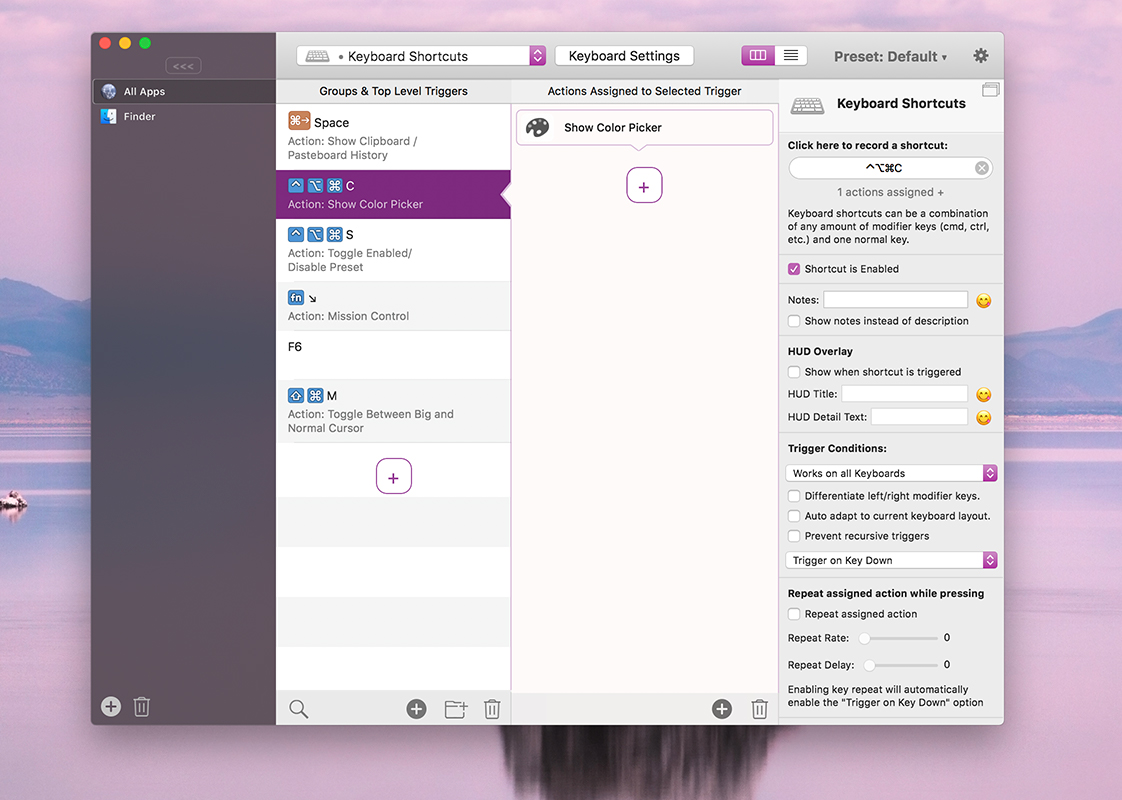 <<<
• Keyboard Shortcuts
Keyboard Settings
Preset: Default ▾
All Apps
Finder
Groups & Top Level Triggers
⌘→ Space
Action: Show Clipboard /
Pasteboard History
⌃ ⌥ ⌘ C
Action: Show Color Picker
⌃ ⌥ ⌘ S
Action: Toggle Enabled/
Disable Preset
fn ↘
Action: Mission Control
F6
⇧ ⌘ M
Action: Toggle Between Big and
Normal Cursor
+
Actions Assigned to Selected Trigger
Show Color Picker
+
Keyboard Shortcuts
Click here to record a shortcut:
⌃⌥⌘C
1 actions assigned +
Keyboard shortcuts can be a combination
of any amount of modifier keys (cmd, ctrl,
etc.) and one normal key.
Shortcut is Enabled
Notes:
Show notes instead of description
HUD Overlay
Show when shortcut is triggered
HUD Title:
HUD Detail Text:
Trigger Conditions:
Works on all Keyboards
Differentiate left/right modifier keys.
Auto adapt to current keyboard layout.
Prevent recursive triggers
Trigger on Key Down
Repeat assigned action while pressing
Repeat assigned action
Repeat Rate: 0
Repeat Delay: 0
Enabling key repeat will automatically
enable the "Trigger on Key Down" option